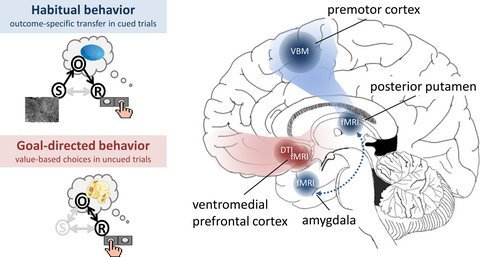 Habitual behavior
outcome-specific transfer in cued trials
O
S
R
Goal-directed behavior
value-based choices in uncued trials
O
S
R
premotor cortex
VBM
posterior putamen
fMRI
DTI
fMRI
fMRI
ventromedial
prefrontal cortex
amygdala